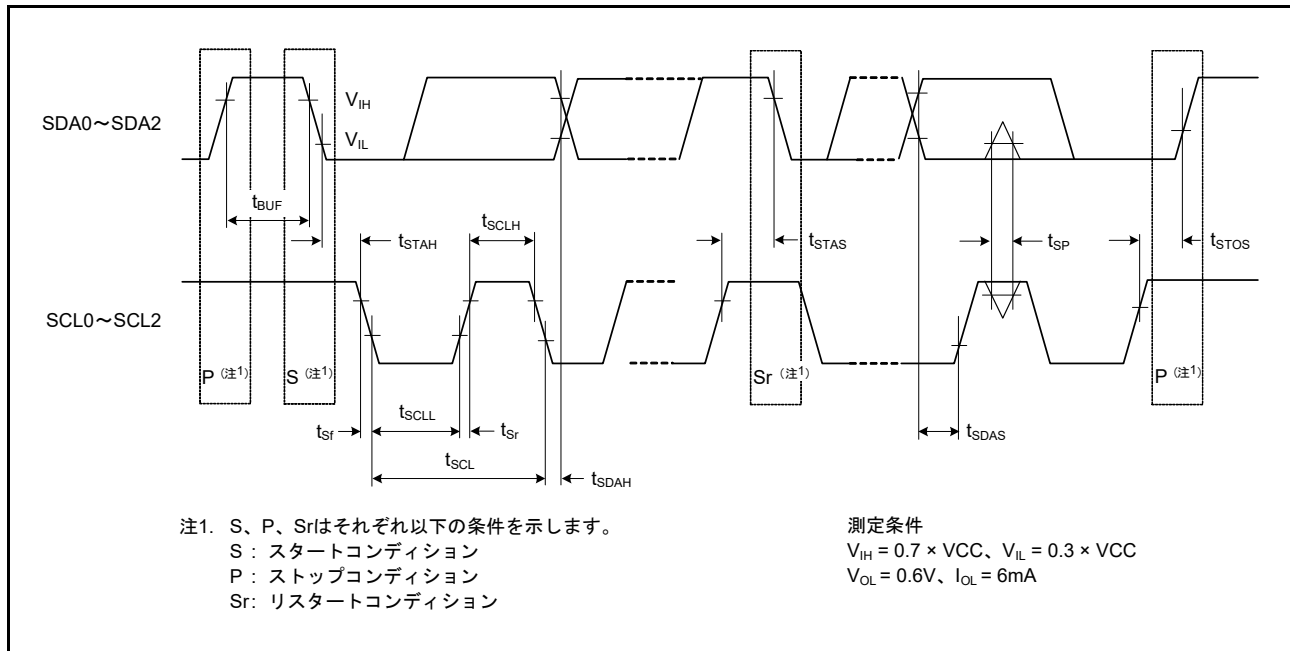 SDA0～SDA2
VIH
VIL
tBUF
tSTAH
tSCLH
tSTAS
tSP
tSTOS
SCL0～SCL2
P（注1）
S（注1）
Sr（注1）
P（注1）
tSCLL
tSf
tSr
tSDAS
tSCL
tSDAH
注1. S、P、Srはそれぞれ以下の条件を示します。
S： スタートコンディション
P： ストップコンディション
Sr： リスタートコンディション
測定条件
VIH = 0.7 × VCC、VIL = 0.3 × VCC
VOL = 0.6V、IOL = 6mA